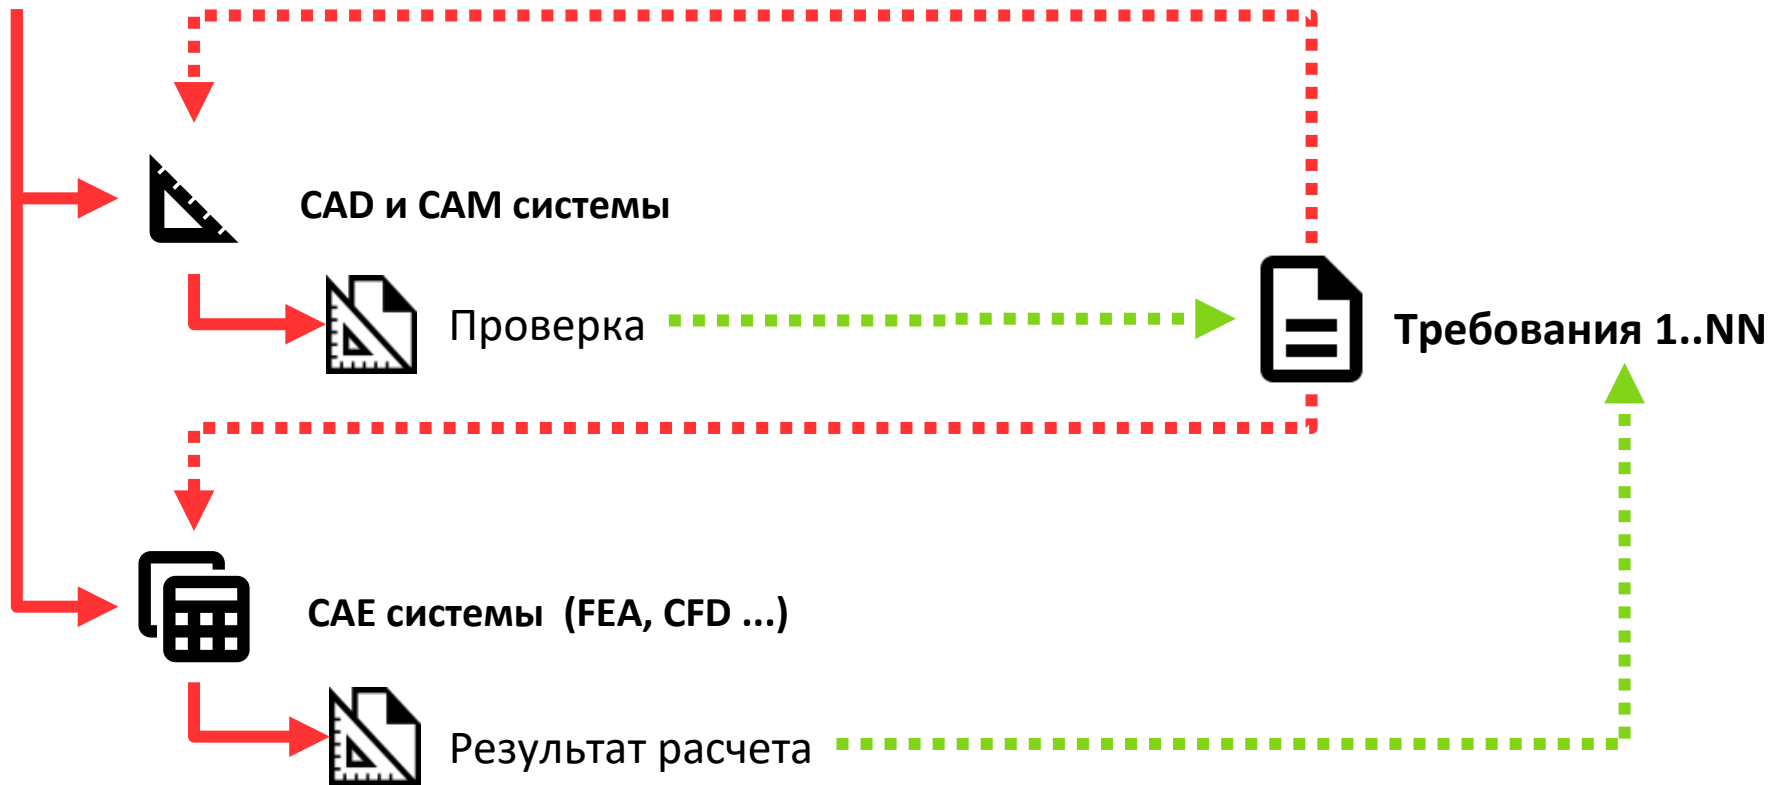 CAD и CAM системы
Проверка
Требования 1..NN
CAE системы  (FEA, CFD ...)
Результат расчета